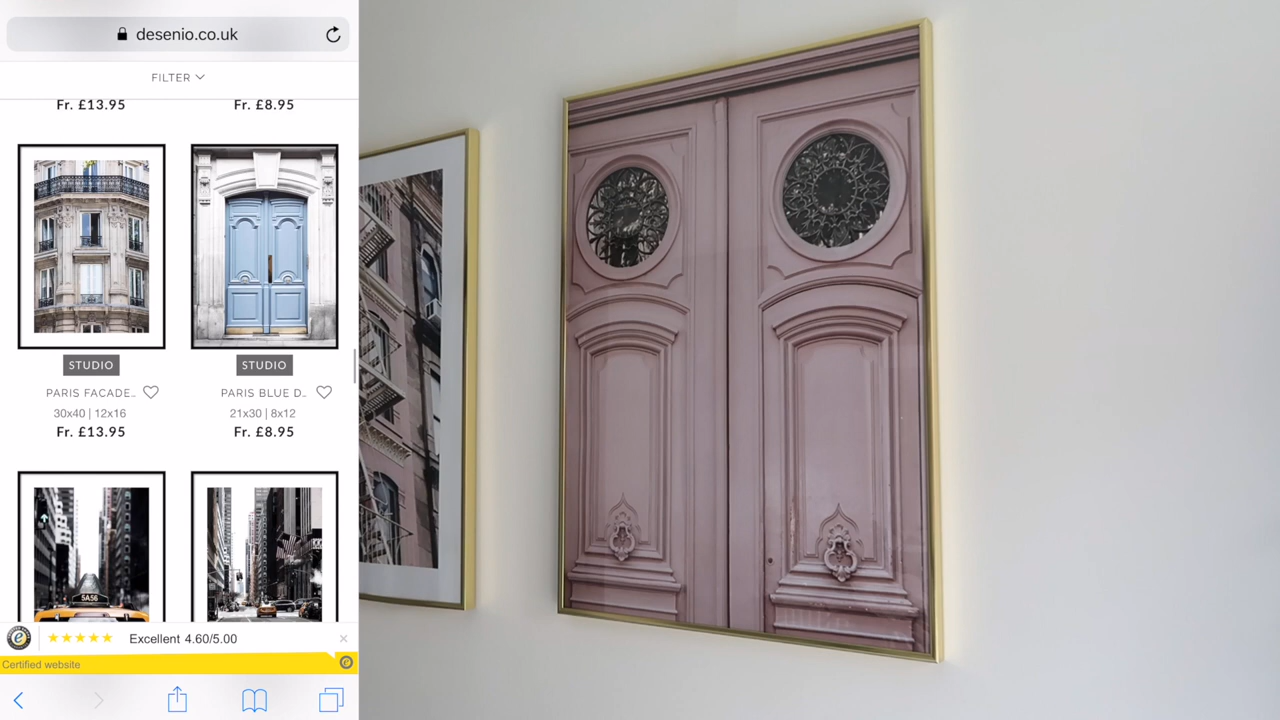 desenio.co.uk
FILTER
Fr. £13.95
Fr. £8.95
STUDIO
STUDIO
PARIS FACADE..
PARIS BLUE D..
30x40 | 12x16
21x30 | 8x12
Fr. £13.95
Fr. £8.95
5A56
Excellent 4.60/5.00
Certified website